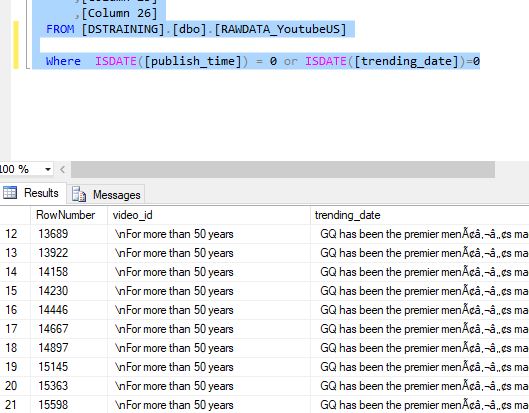 ,[Column 26]
FROM [DSTRAINING].[dbo].[RAWDATA_YoutubeUS]
Where ISDATE([publish_time]) = 0 or ISDATE([trending_date])=0
100 %
Results Messages
RowNumber video_id trending_date
12 13689 \nFor more than 50 years GQ has been the premier menÃ¢â‚¬â„¢s ma
13 13922 \nFor more than 50 years GQ has been the premier menÃ¢â‚¬â„¢s ma
14 14158 \nFor more than 50 years GQ has been the premier menÃ¢â‚¬â„¢s ma
15 14230 \nFor more than 50 years GQ has been the premier menÃ¢â‚¬â„¢s ma
16 14446 \nFor more than 50 years GQ has been the premier menÃ¢â‚¬â„¢s ma
17 14667 \nFor more than 50 years GQ has been the premier menÃ¢â‚¬â„¢s ma
18 14897 \nFor more than 50 years GQ has been the premier menÃ¢â‚¬â„¢s ma
19 15145 \nFor more than 50 years GQ has been the premier menÃ¢â‚¬â„¢s ma
20 15363 \nFor more than 50 years GQ has been the premier menÃ¢â‚¬â„¢s ma
21 15598 \nFor more than 50 years GQ has been the premier menÃ¢â‚¬â„¢s ma